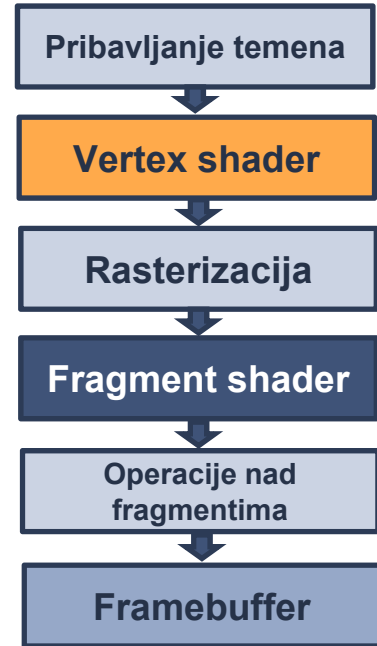 Pribavljanje temena
Vertex shader
Rasterizacija
Fragment shader
Operacije nad
fragmentima
Framebuffer